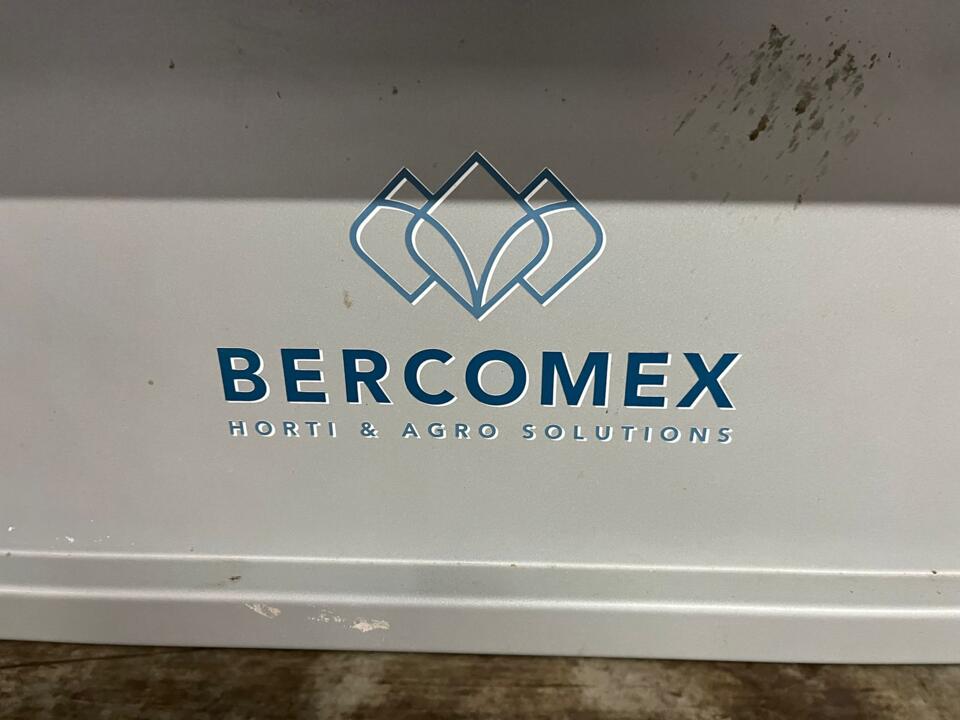 BERCOMEX
HORTI & AGRO SOLUTIONS